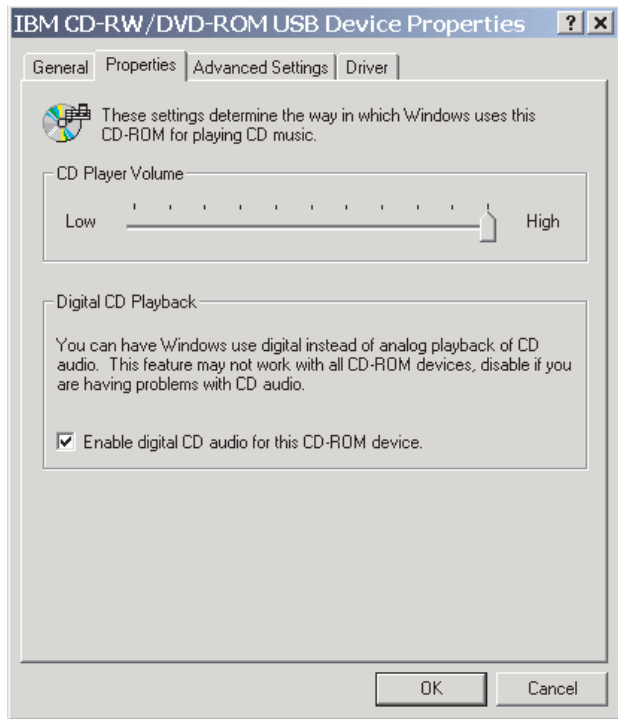 IBM CD-RW/DVD-ROM USB Device Properties
General Properties Advanced Settings Driver
These settings determine the way in which Windows uses this
CD-ROM for playing CD music.
CD Player Volume
Low High
Digital CD Playback
You can have Windows use digital instead of analog playback of CD
audio. This feature may not work with all CD-ROM devices, disable if you
are having problems with CD audio.
Enable digital CD audio for this CD-ROM device.
OK Cancel